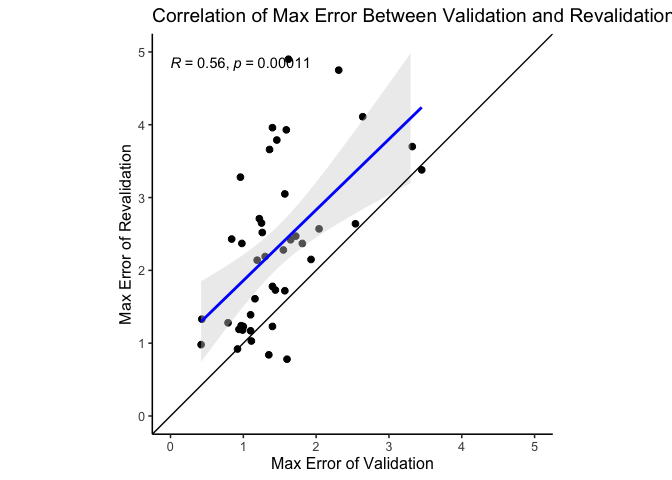 Correlation of Max Error Between Validation and Revalidation
R = 0.56, p = 0.00011
Max Error of Revalidation
5
4
3
2
1
0
0 1 2 3 4 5
Max Error of Validation